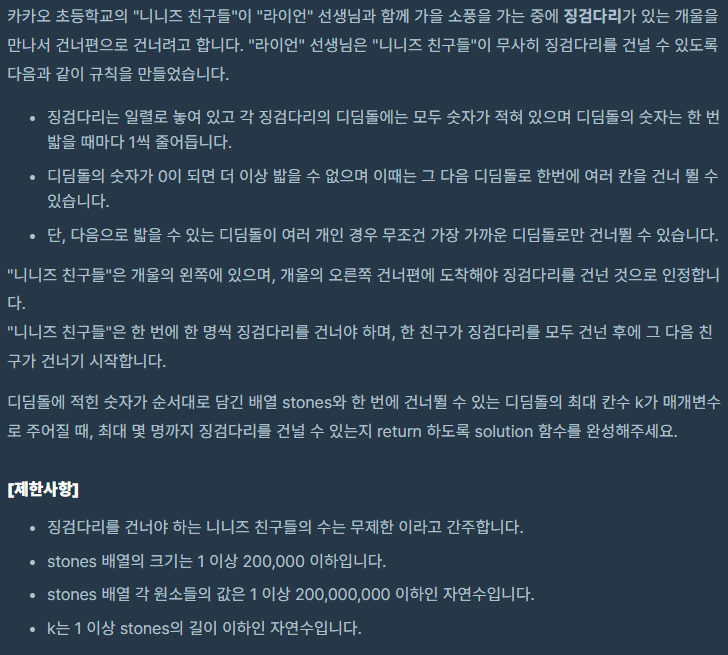 카카오 초등학교의 "니니즈 친구들"이 "라이언" 선생님과 함께 가을 소풍을 가는 중에 징검다리가 있는 개울을
만나서 건너편으로 건너려고 합니다. "라이언" 선생님은 "니니즈 친구들"이 무사히 징검다리를 건널 수 있도록
다음과 같이 규칙을 만들었습니다.
• 징검다리는 일렬로 놓여 있고 각 징검다리의 디딤돌에는 모두 숫자가 적혀 있으며 디딤돌의 숫자는 한 번
밟을 때마다 1씩 줄어듭니다.
• 디딤돌의 숫자가 0이 되면 더 이상 밟을 수 없으며 이때는 그 다음 디딤돌로 한번에 여러 칸을 건너 뛸 수
있습니다.
• 단, 다음으로 밟을 수 있는 디딤돌이 여러 개인 경우 무조건 가장 가까운 디딤돌로만 건너뛸 수 있습니다.
"니니즈 친구들"은 개울의 왼쪽에 있으며, 개울의 오른쪽 건너편에 도착해야 징검다리를 건넌 것으로 인정합니
다.
"니니즈 친구들"은 한 번에 한 명씩 징검다리를 건너야 하며, 한 친구가 징검다리를 모두 건넌 후에 그 다음 친
구가 건너기 시작합니다.
디딤돌에 적힌 숫자가 순서대로 담긴 배열 stones와 한 번에 건너뛸 수 있는 디딤돌의 최대 칸수 k가 매개변수
로 주어질 때, 최대 몇 명까지 징검다리를 건널 수 있는지 return 하도록 solution 함수를 완성해주세요.
[제한사항]
• 징검다리를 건너야 하는 니니즈 친구들의 수는 무제한 이라고 간주합니다.
• stones 배열의 크기는 1 이상 200,000 이하입니다.
• stones 배열 각 원소들의 값은 1 이상 200,000,000 이하인 자연수입니다.
• k는 1 이상 stones의 길이 이하인 자연수입니다.